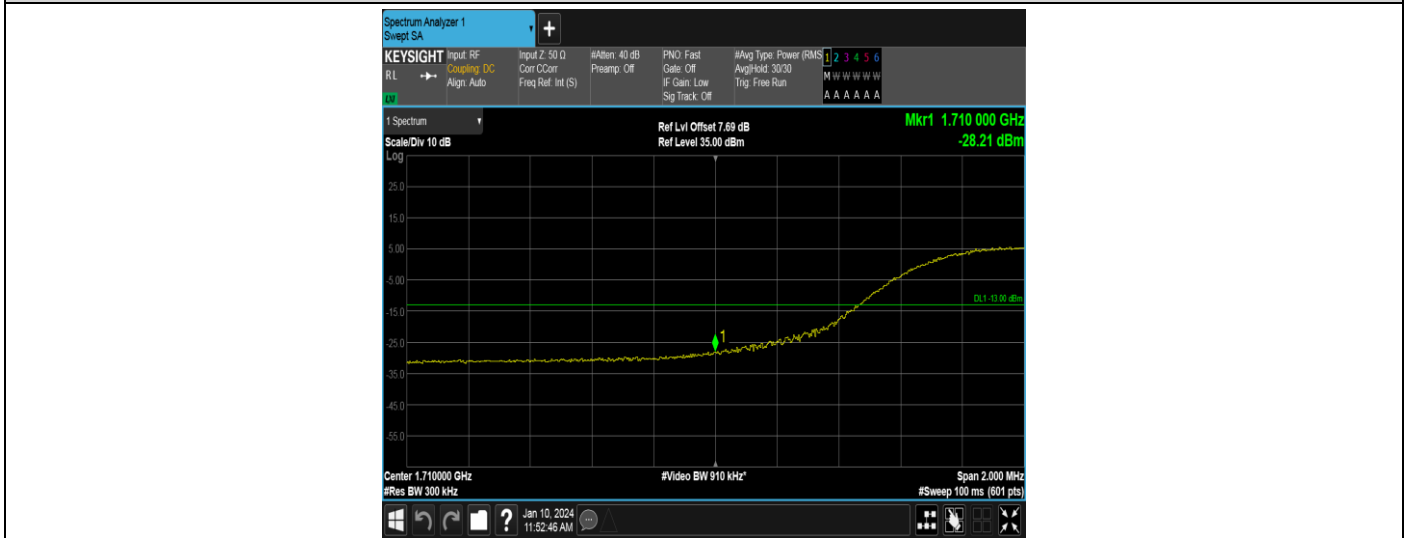 Spectrum Analyzer 1
Swept SA
+
KEYSIGHT
RL
Input: RF
Coupling: DC
Align: Auto
Input Z: 50 Ω
Corr CCorr
Freq Ref: Int (S)
#Atten: 40 dB
Preamp: Off
PNO: Fast
Gate: Off
IF Gain: Low
Sig Track: Off
#Avg Type: Power (RMS
Avg|Hold: 30/30
Trig: Free Run
1 2 3 4 5 6
M W W W W W
A A A A A A
1 Spectrum
Scale/Div 10 dB
Ref Lvl Offset 7.69 dB
Ref Level 35.00 dBm
Mkr1 1.710 000 GHz
-28.21 dBm
Log
25.0
15.0
5.00
-5.00
DL1 -13.00 dBm
-15.0
1
-25.0
-35.0
-45.0
-55.0
Center 1.710000 GHz
#Video BW 910 kHz*
Span 2.000 MHz
#Res BW 300 kHz
#Sweep 100 ms (601 pts)
?
Jan 10, 2024
11:52:46 AM